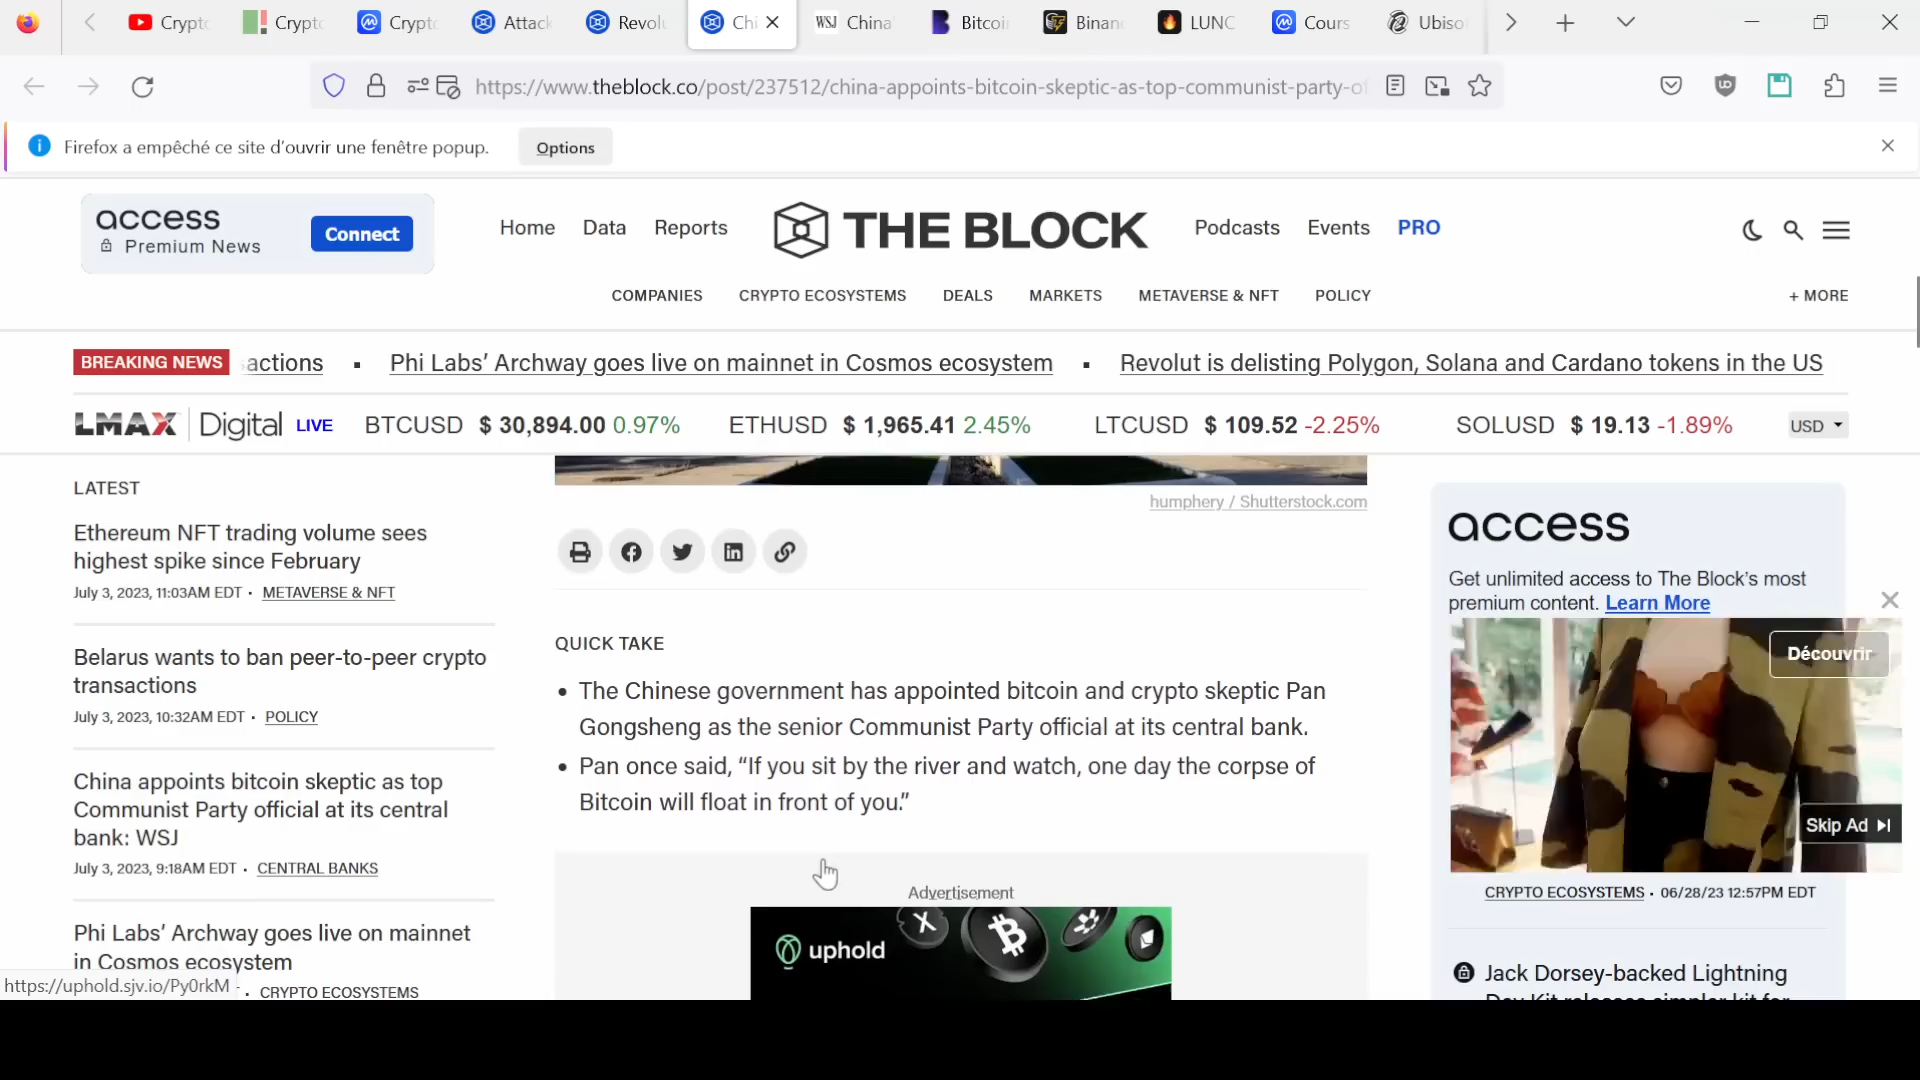 Crypto
Crypto
Crypto
Attack
Revolu
Chi
WSJ China
Bitcoin
Binan
LUNC
Cours
Ubiso
https://www.theblock.co/post/237512/china-appoints-bitcoin-skeptic-as-top-communist-party-of
Firefox a empêché ce site d'ouvrir une fenêtre popup.
Options
access
Premium News
Connect
Home
Data
Reports
THE BLOCK
Podcasts
Events
PRO
COMPANIES
CRYPTO ECOSYSTEMS
DEALS
MARKETS
METAVERSE & NFT
POLICY
+ MORE
BREAKING NEWS
actions ▪ Phi Labs' Archway goes live on mainnet in Cosmos ecosystem ▪ Revolut is delisting Polygon, Solana and Cardano tokens in the US
LMAX Digital LIVE
BTCUSD $ 30,894.00 0.97%
ETHUSD $ 1,965.41 2.45%
LTCUSD $ 109.52 -2.25%
SOLUSD $ 19.13 -1.89%
USD
LATEST
Ethereum NFT trading volume sees
highest spike since February
July 3, 2023, 11:03AM EDT • METAVERSE & NFT
Belarus wants to ban peer-to-peer crypto
transactions
July 3, 2023, 10:32AM EDT • POLICY
China appoints bitcoin skeptic as top
Communist Party official at its central
bank: WSJ
July 3, 2023, 9:18AM EDT • CENTRAL BANKS
Phi Labs' Archway goes live on mainnet
in Cosmos ecosystem
• CRYPTO ECOSYSTEMS
https://uphold.sjv.io/Py0rkM
humphery / Shutterstock.com
QUICK TAKE
• The Chinese government has appointed bitcoin and crypto skeptic Pan
Gongsheng as the senior Communist Party official at its central bank.
• Pan once said, “If you sit by the river and watch, one day the corpse of
Bitcoin will float in front of you.”
Advertisement
uphold
access
Get unlimited access to The Block's most
premium content. Learn More
Découvrir
Skip Ad
CRYPTO ECOSYSTEMS • 06/28/23 12:57PM EDT
Jack Dorsey-backed Lightning